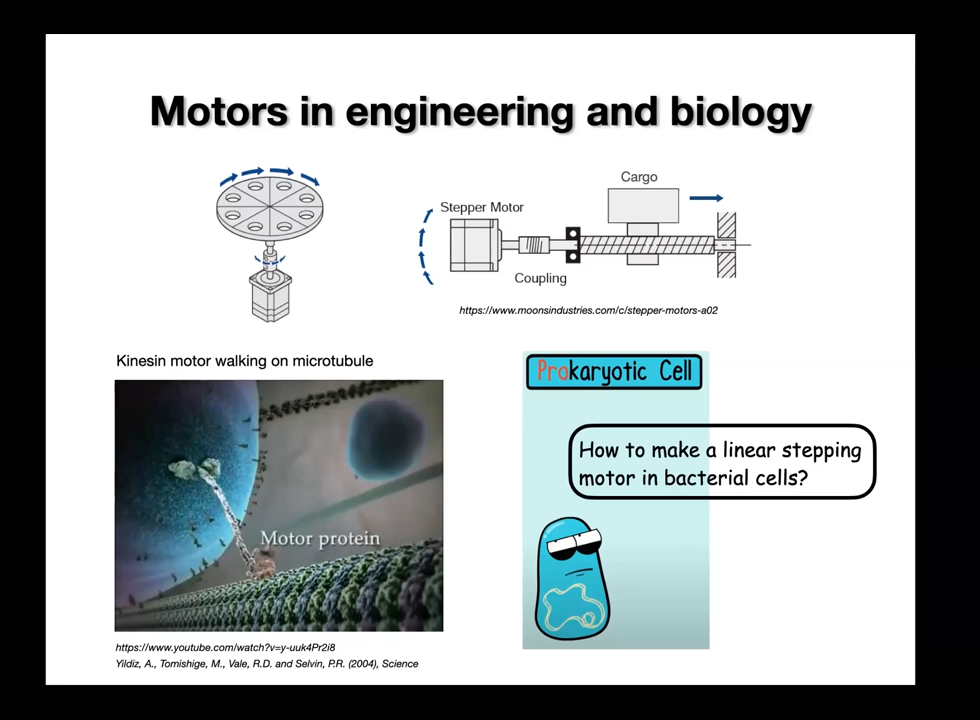 Motors in engineering and biology
Cargo
Stepper Motor
Coupling
https://www.moonsindustries.com/c/stepper-motors-a02
Kinesin motor walking on microtubule
Motor protein
https://www.youtube.com/watch?v=y-uuk4Pr2i8
Yildiz, A., Tomishige, M., Vale, R.D. and Selvin, P.R. (2004), Science
Prokaryotic Cell
How to make a linear stepping
motor in bacterial cells?